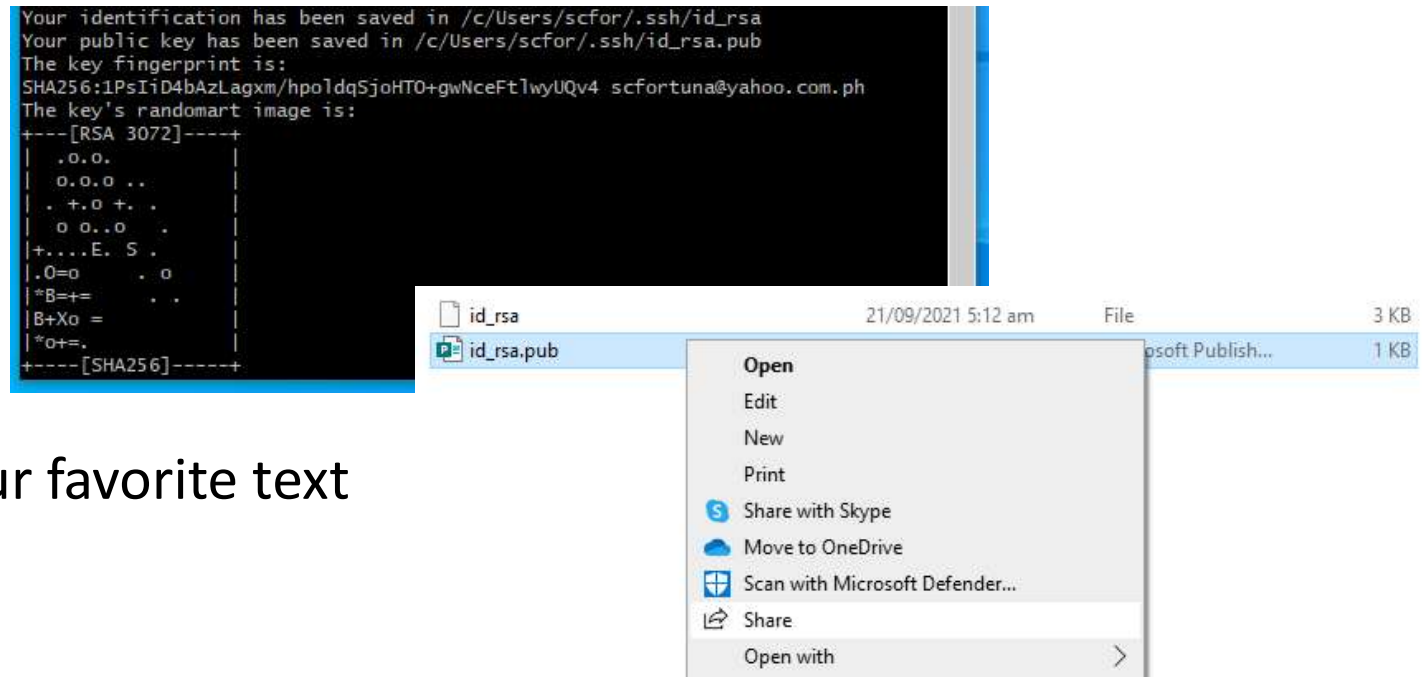 Your identification has been saved in /c/Users/scfor/.ssh/id_rsa
Your public key has been saved in /c/Users/scfor/.ssh/id_rsa.pub
The key fingerprint is:
SHA256:1PsIiD4bAzLagxm/hpoldqSjoHTO+gwNceFtlwyUQv4 scfortuna@yahoo.com.ph
The key's randomart image is:
+---[RSA 3072]----+
|  .o.o.          |
|  o.o.o ..       |
| . +.o +. .      |
|  o o..o   .     |
|+....E. S .      |
|.O=o     . o     |
|*B=+=     . .    |
|B+Xo =           |
|*o+=.            |
+----[SHA256]-----+
id_rsa 21/09/2021 5:12 am File 3 KB
id_rsa.pub osoft Publish... 1 KB
Open
Edit
New
Print
Share with Skype
Move to OneDrive
Scan with Microsoft Defender...
Share
Open with
ur favorite text